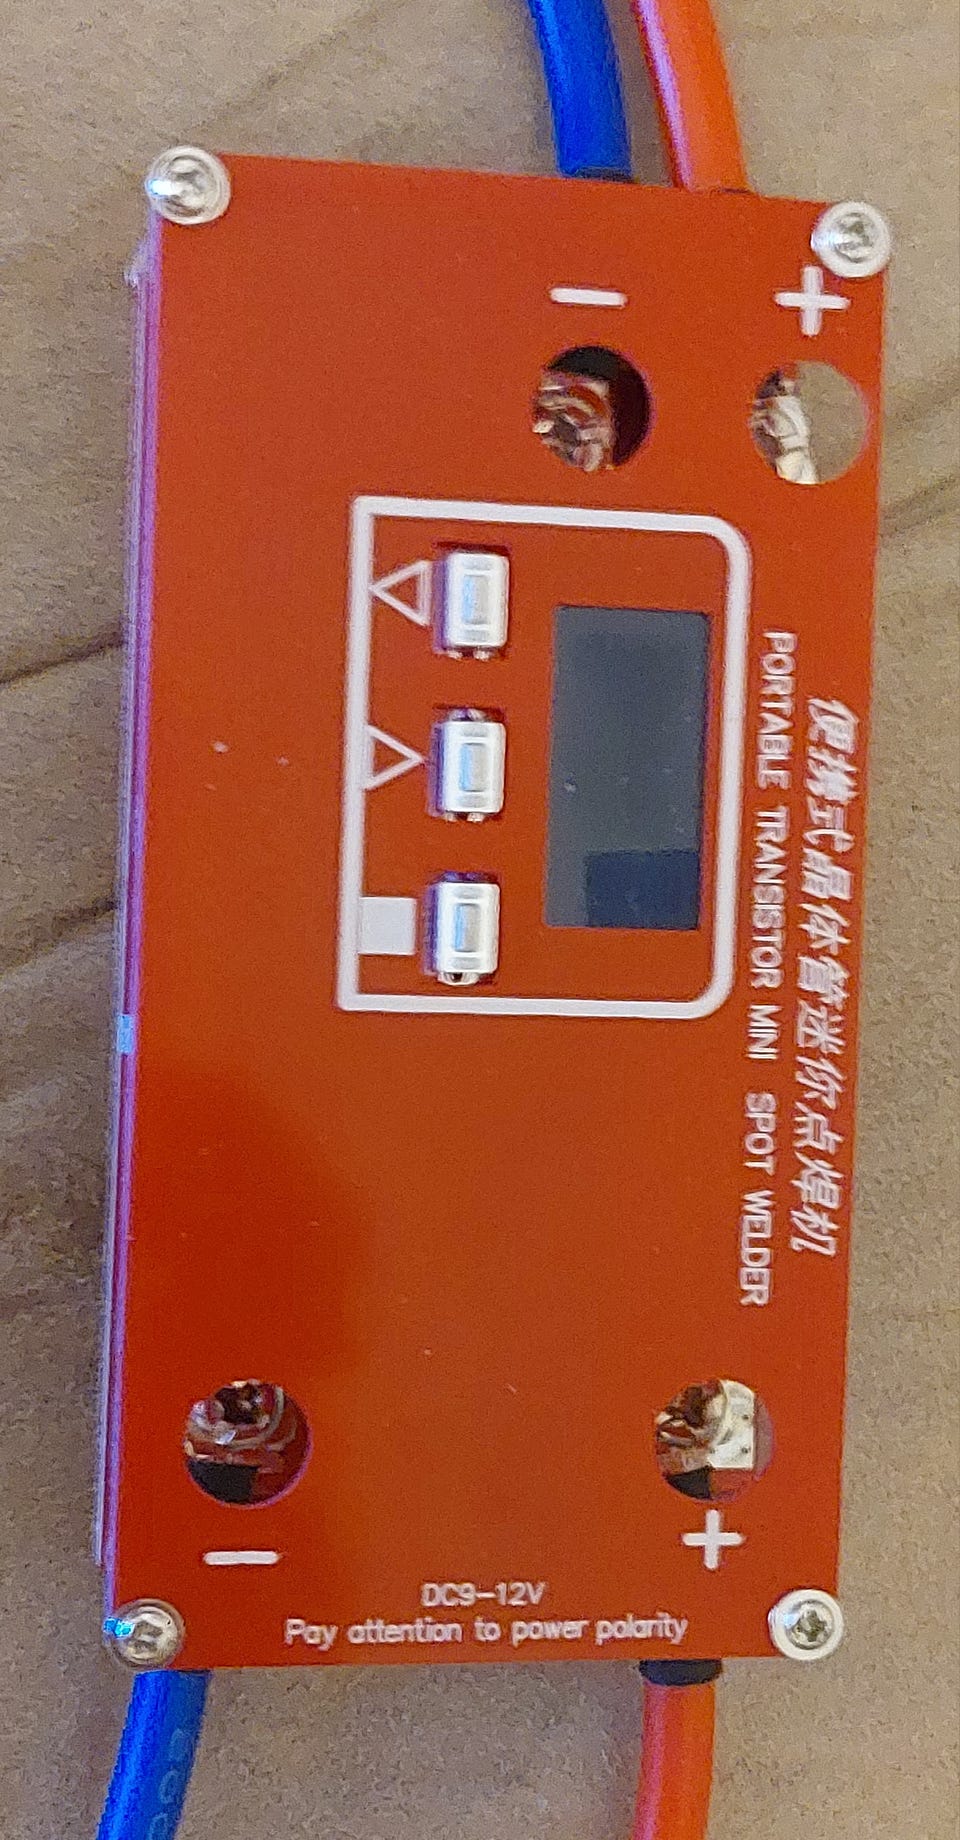 便携式晶体管迷你点焊机
PORTABLE TRANSISTOR MINI SPOT WELDER
− +
− +
DC9-12V
Pay attention to power polarity